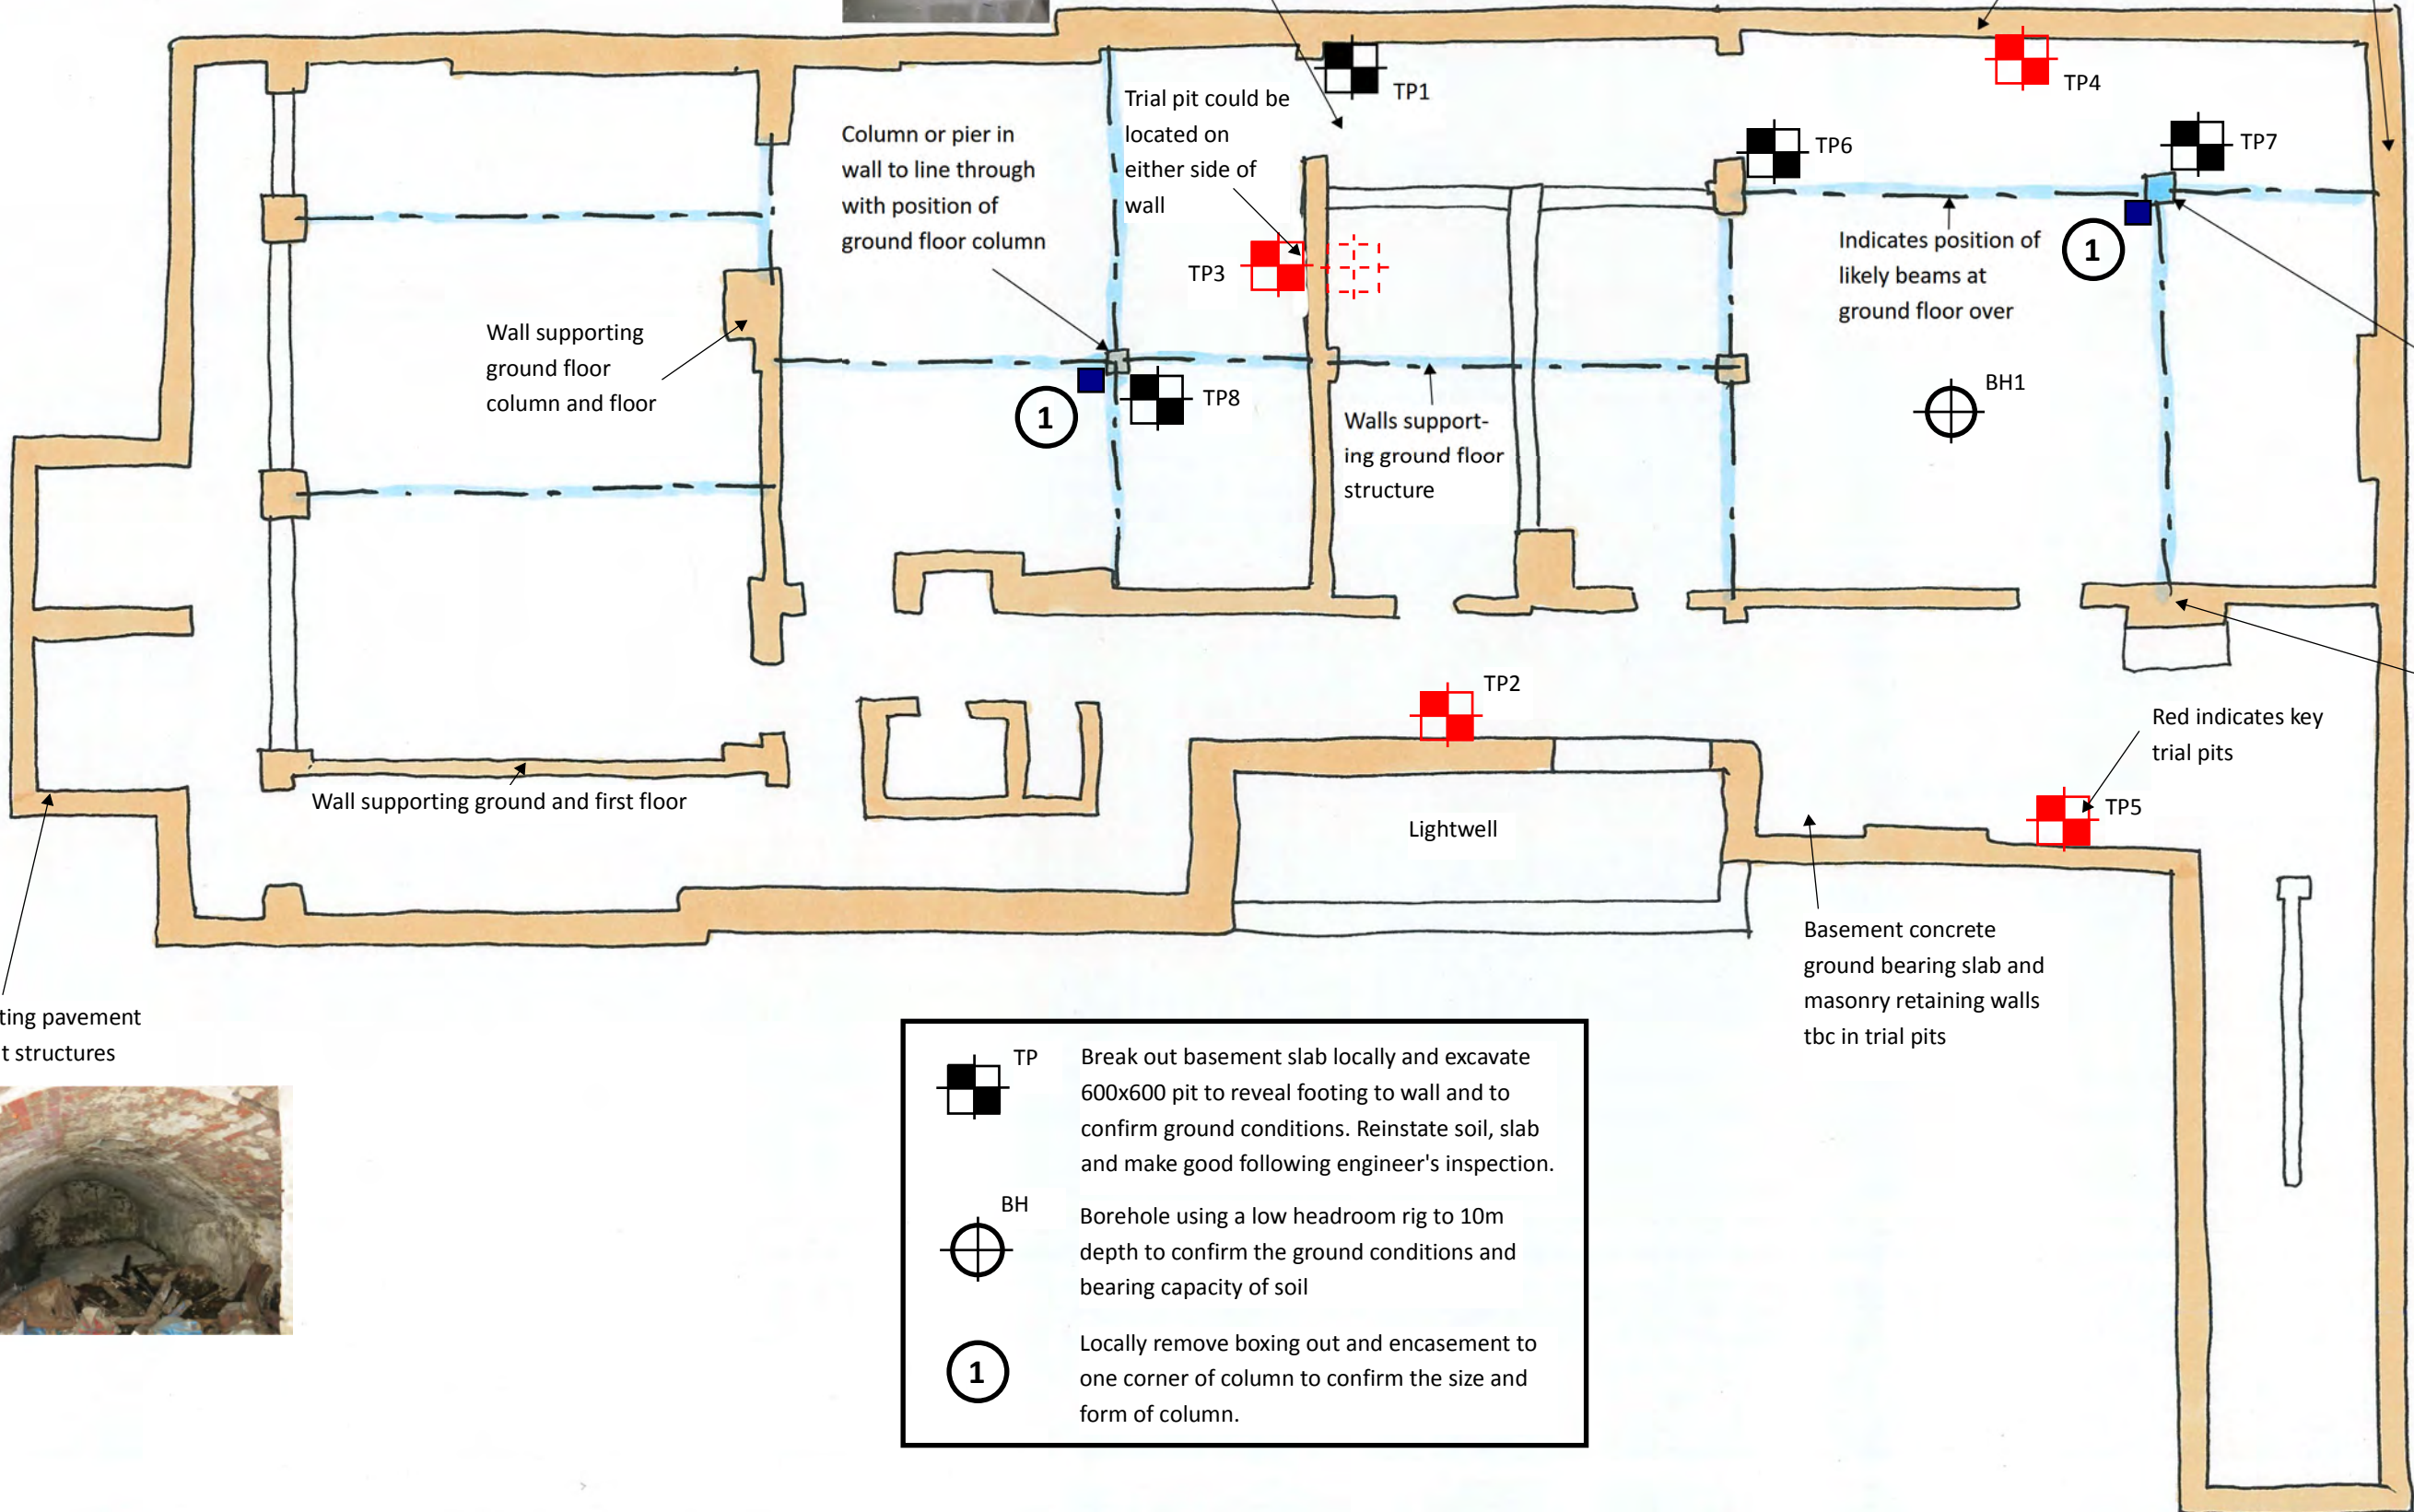 TP1
TP4
Trial pit could be
located on
either side of
wall
Column or pier in
wall to line through
with position of
ground floor column
TP6
TP7
TP3
Indicates position of
likely beams at
ground floor over
1
Wall supporting
ground floor
column and floor
BH1
TP8
1
Walls support-
ing ground floor
structure
TP2
Red indicates key
trial pits
Wall supporting ground and first floor
Lightwell
TP5
Basement concrete
ground bearing slab and
masonry retaining walls
tbc in trial pits
ting pavement
t structures
TP
Break out basement slab locally and excavate
600x600 pit to reveal footing to wall and to
confirm ground conditions. Reinstate soil, slab
and make good following engineer's inspection.
BH
Borehole using a low headroom rig to 10m
depth to confirm the ground conditions and
bearing capacity of soil
1
Locally remove boxing out and encasement to
one corner of column to confirm the size and
form of column.